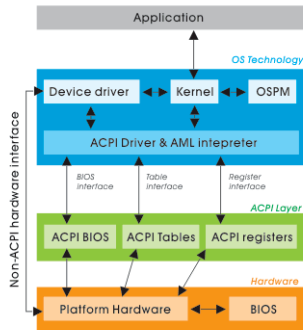 Application
OS Technology
Device driver
Kernel
OSPM
ACPI Driver & AML intepreter
Non-ACPI hardware interface
BIOS
interface
Table
interface
Register
interface
ACPI Layer
ACPI BIOS
ACPI Tables
ACPI registers
Hardware
Platform Hardware
BIOS